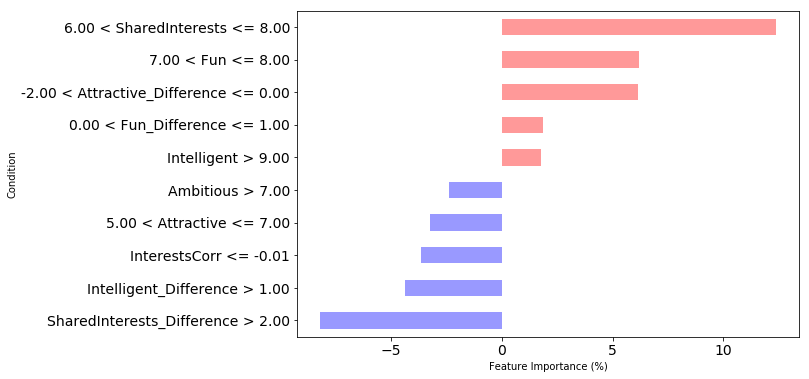 6.00 < SharedInterests <= 8.00
7.00 < Fun <= 8.00
-2.00 < Attractive_Difference <= 0.00
0.00 < Fun_Difference <= 1.00
Intelligent > 9.00
Ambitious > 7.00
5.00 < Attractive <= 7.00
InterestsCorr <= -0.01
Intelligent_Difference > 1.00
SharedInterests_Difference > 2.00
Condition
−5 0 5 10
Feature Importance (%)